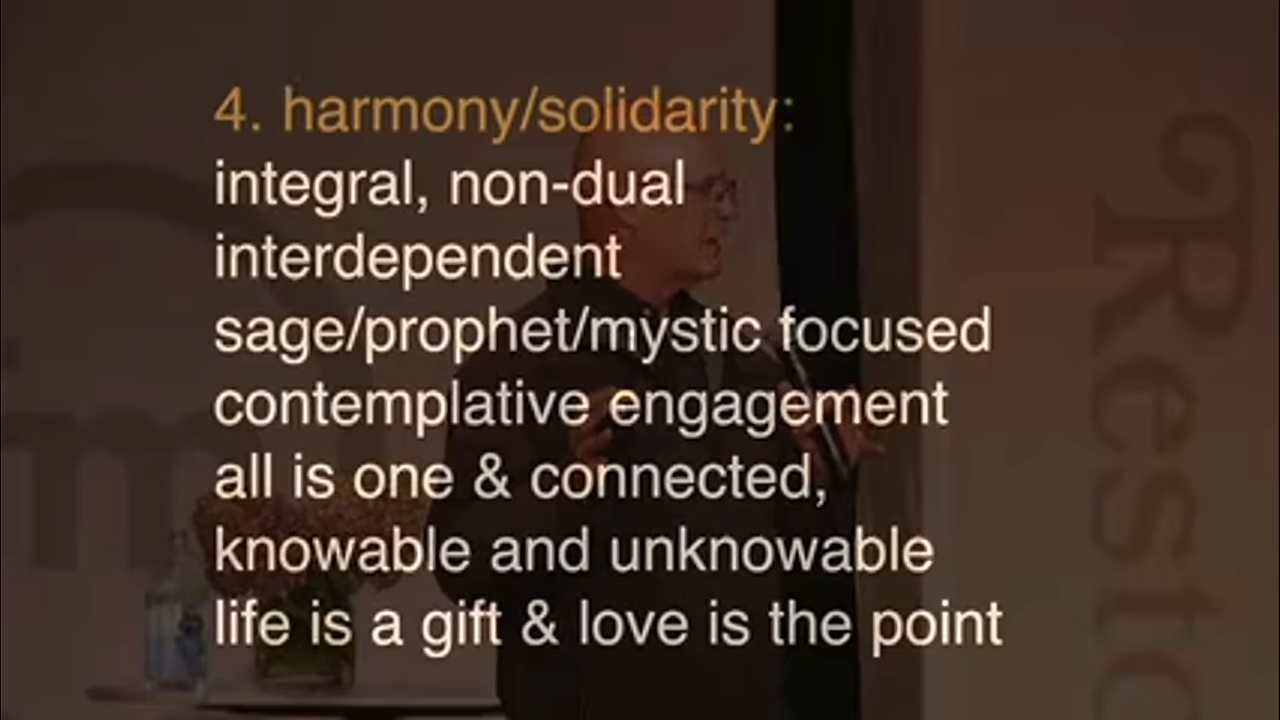 4. harmony/solidarity:
integral, non-dual
interdependent
sage/prophet/mystic focused
contemplative engagement
all is one & connected,
knowable and unknowable
life is a gift & love is the point